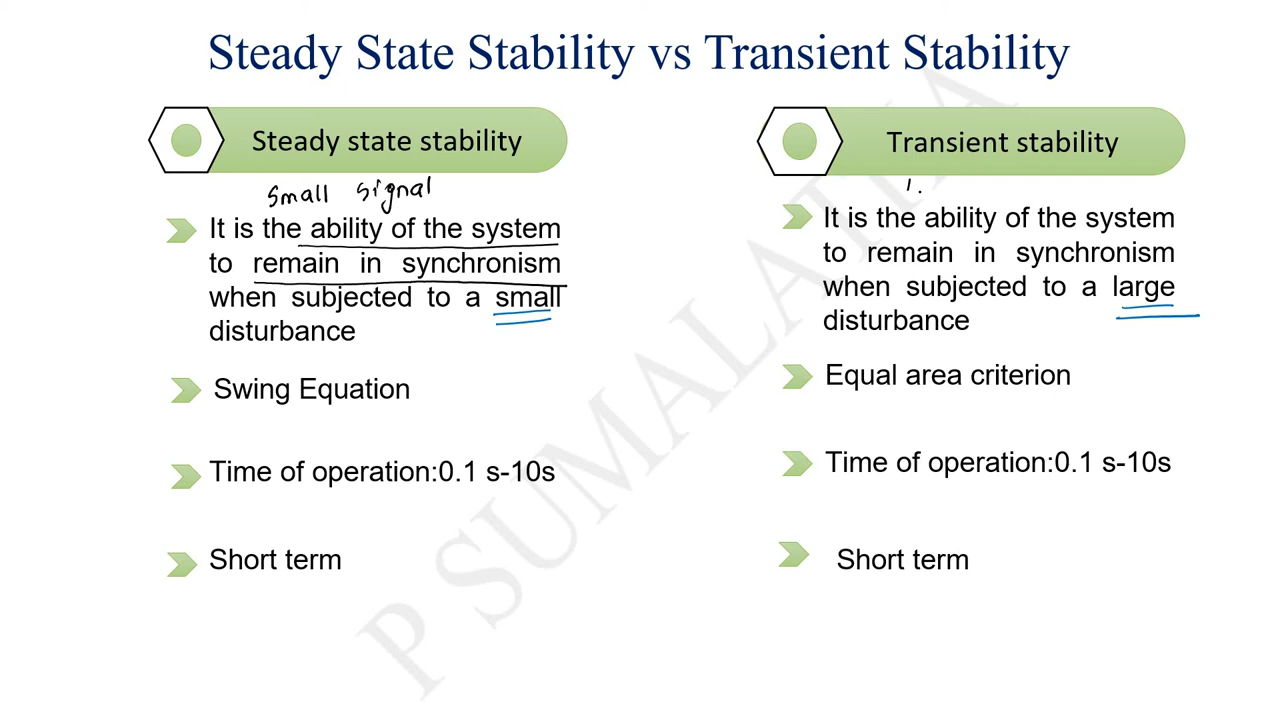 Steady State Stability vs Transient Stability
Steady state stability
small signal
It is the ability of the system
to remain in synchronism
when subjected to a small
disturbance
Swing Equation
Time of operation:0.1 s-10s
Short term
Transient stability
It is the ability of the system
to remain in synchronism
when subjected to a large
disturbance
Equal area criterion
Time of operation:0.1 s-10s
Short term